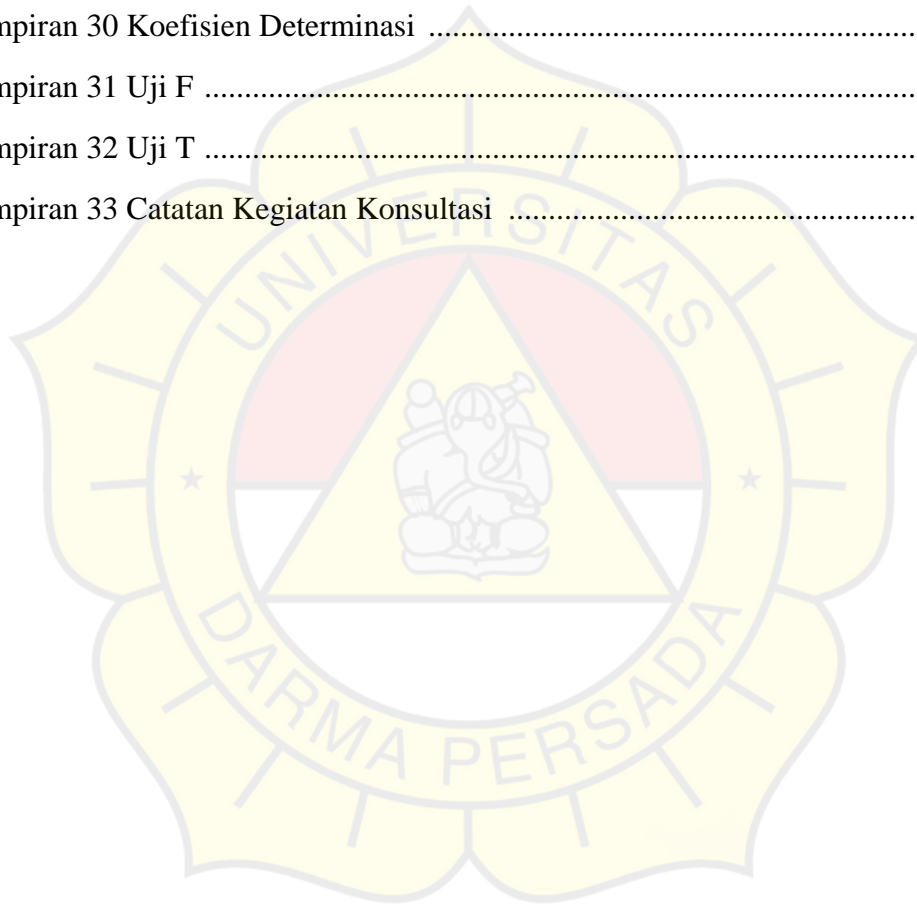 mpiran 30 Koefisien Determinasi ............................................................
mpiran 31 Uji F .........................................................................................
mpiran 32 Uji T .........................................................................................
mpiran 33 Catatan Kegiatan Konsultasi ...................................................
UNIVERSITAS
DARMA PERSADA